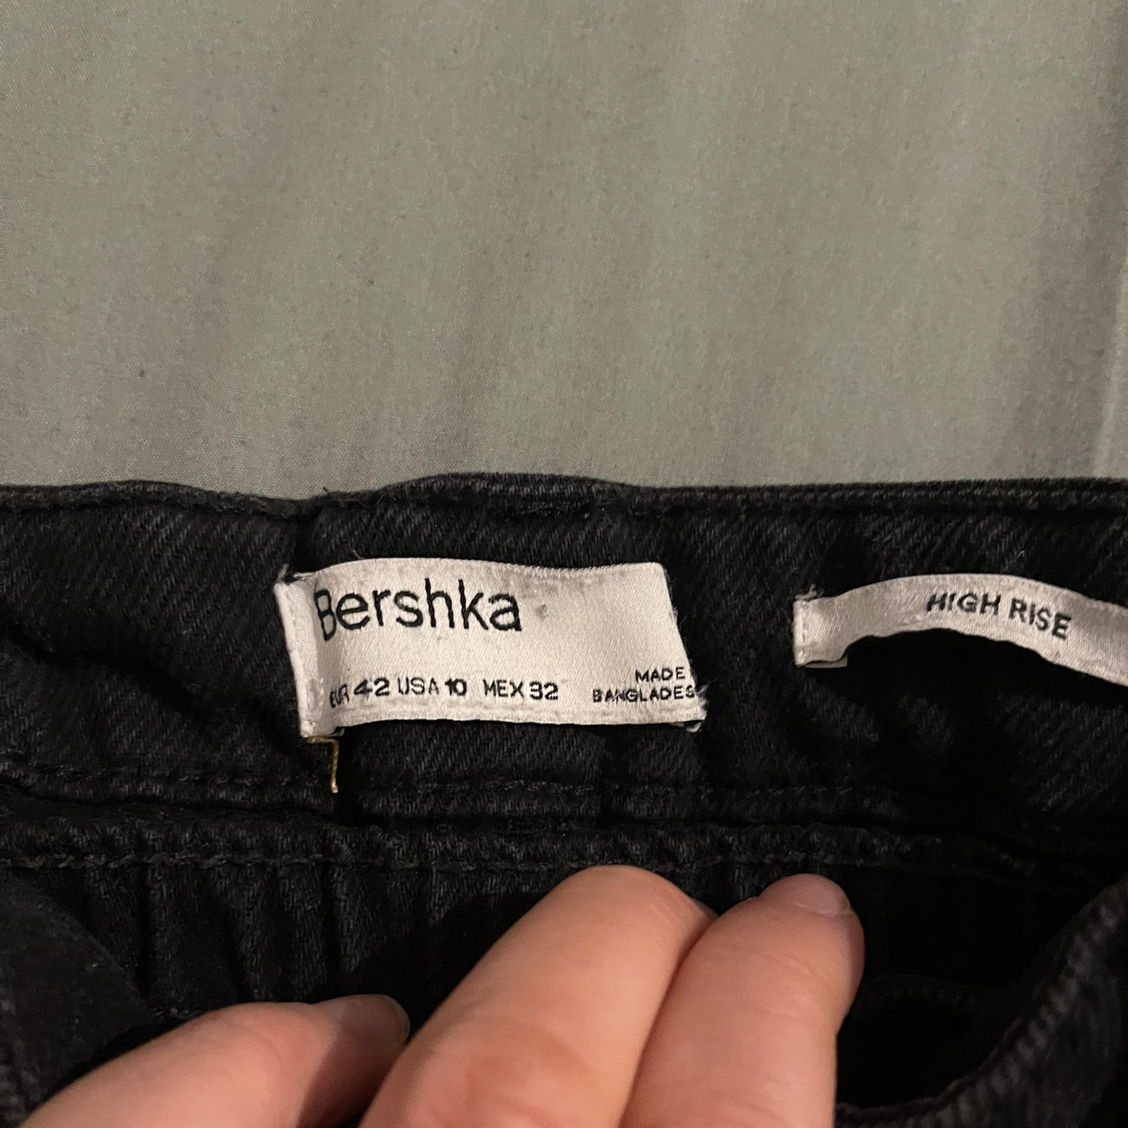 Bershka
EUR 42 USA 10 MEX 32
MADE
BANGLADES
HIGH RISE